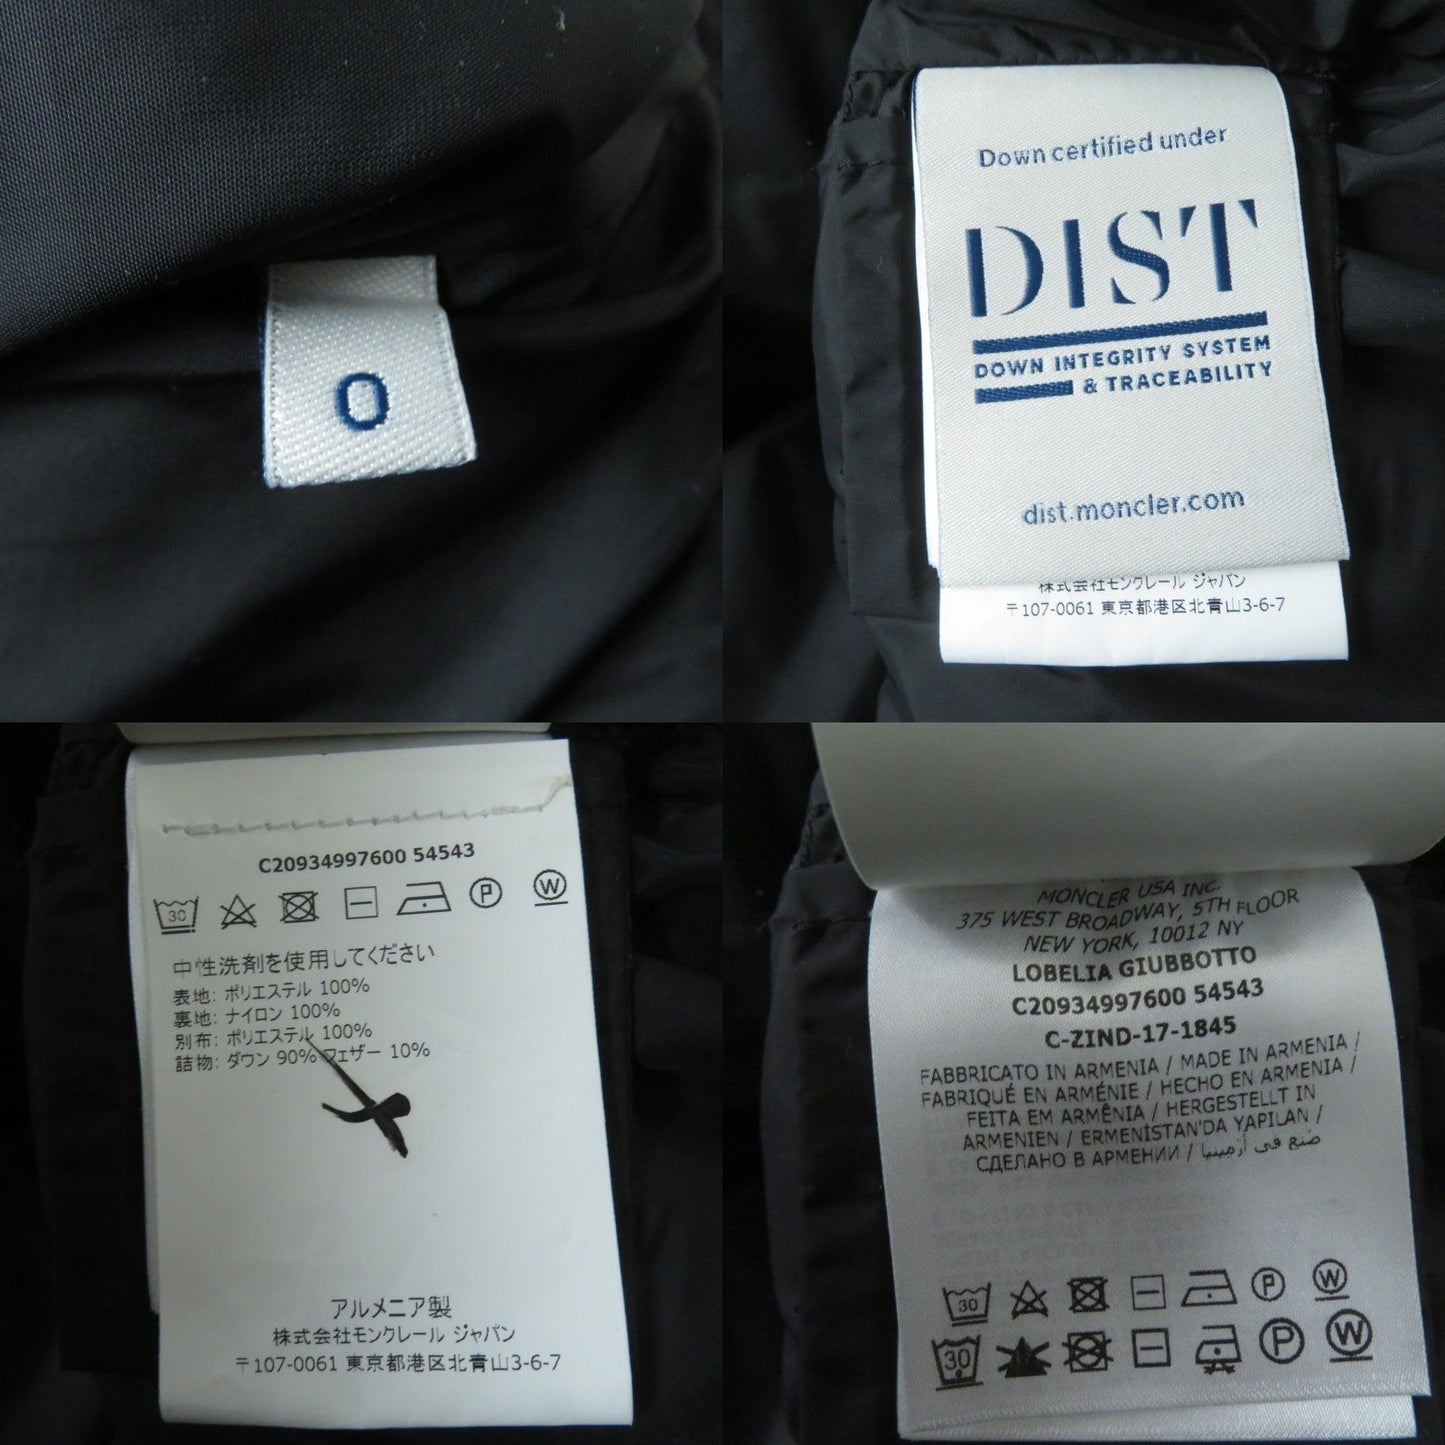 0
Down certified under
DIST
DOWN INTEGRITY SYSTEM
& TRACEABILITY
dist.moncler.com
株式会社モンクレール ジャパン
〒107-0061 東京都港区北青山3-6-7
C20934997600 54543
30
P
W
中性洗剤を使用してください
表地: ポリエステル 100%
裏地: ナイロン 100%
別布: ポリエステル 100%
詰物: ダウン 90% フェザー 10%
アルメニア製
株式会社モンクレール ジャパン
〒107-0061 東京都港区北青山3-6-7
MONCLER USA INC.
375 WEST BROADWAY, 5TH FLOOR
NEW YORK, 10012 NY
LOBELIA GIUBBOTTO
C20934997600 54543
C-ZIND-17-1845
FABBRICATO IN ARMENIA / MADE IN ARMENIA /
FABRIQUÉ EN ARMÉNIE / HECHO EN ARMENIA /
FEITA EM ARMÊNIA / HERGESTELLT IN
ARMENIEN / ERMENİSTAN'DA YAPILAN /
СДЕЛАНО В АРМЕНИИ / صنع في أرمينيا
30
P
W
30
P
W